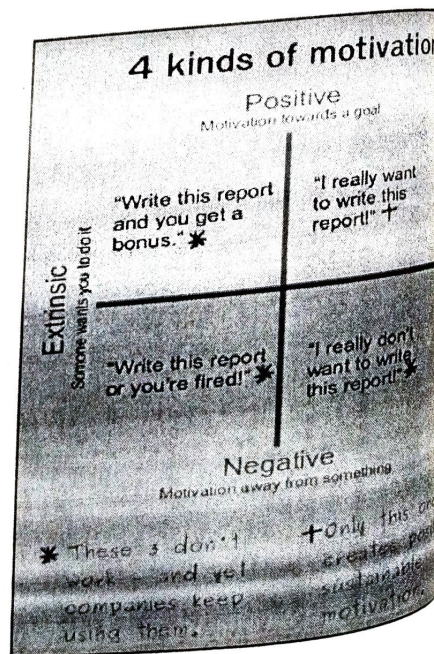 4 kinds of motivation
Positive
Motivation towards a goal
"Write this report
and you get a
bonus." *
"I really want
to write this
report!" +
Extrinsic
Somone wants you to do it
"Write this report
or you're fired!" *
"I really don't
want to write
this report!" *
Negative
Motivation away from something
* These 3 don't
work - and yet
companies keep
using them.
+ Only this
creates
sustainable
motivation.